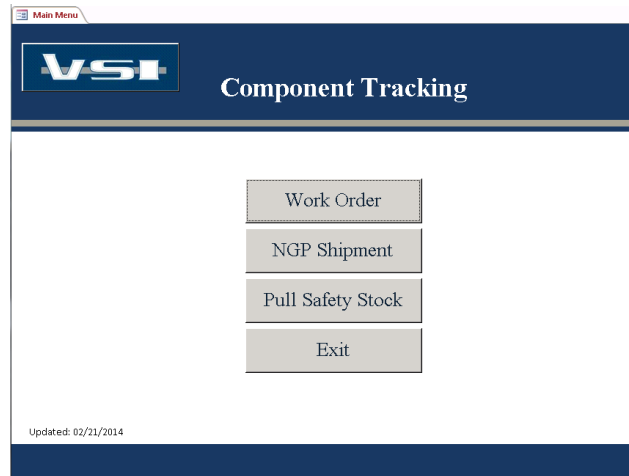 Main Menu
VSI
Component Tracking
Work Order
NGP Shipment
Pull Safety Stock
Exit
Updated: 02/21/2014